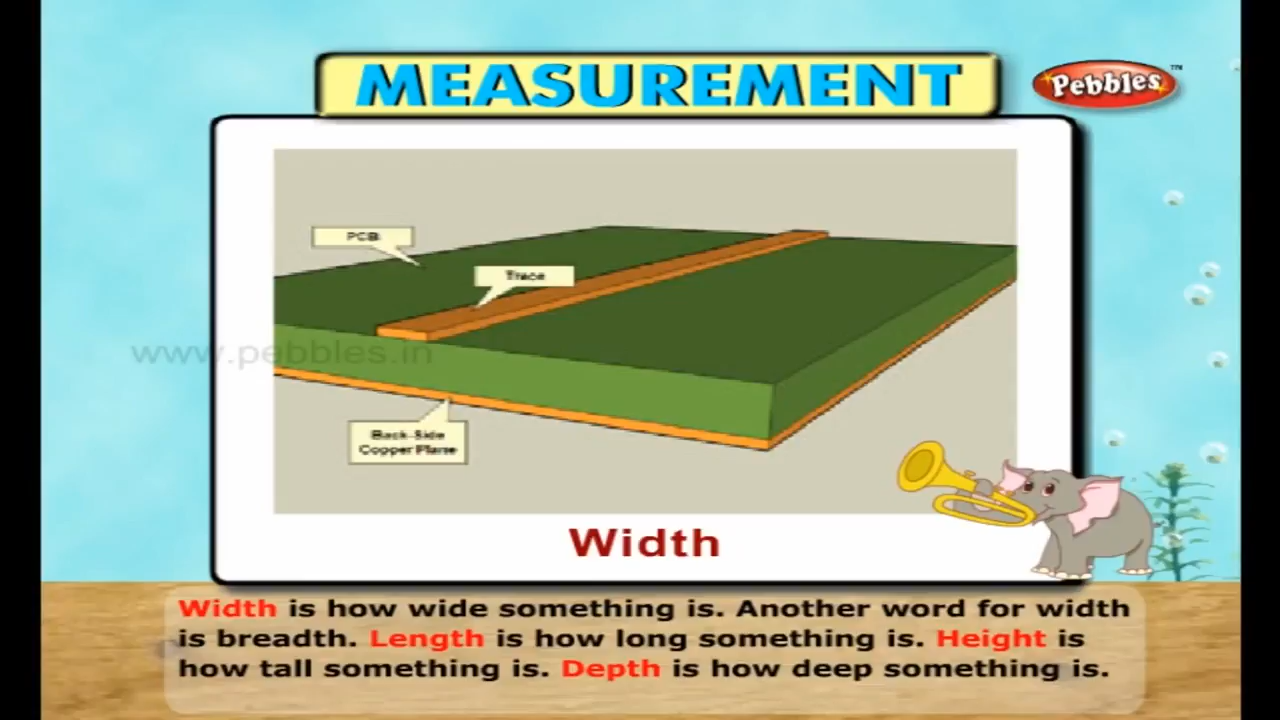 MEASUREMENT
Pebbles™
PCB
Trace
www.pebbles.in
Back-Side
Copper Plane
Width
Width is how wide something is. Another word for width
is breadth. Length is how long something is. Height is
how tall something is. Depth is how deep something is.